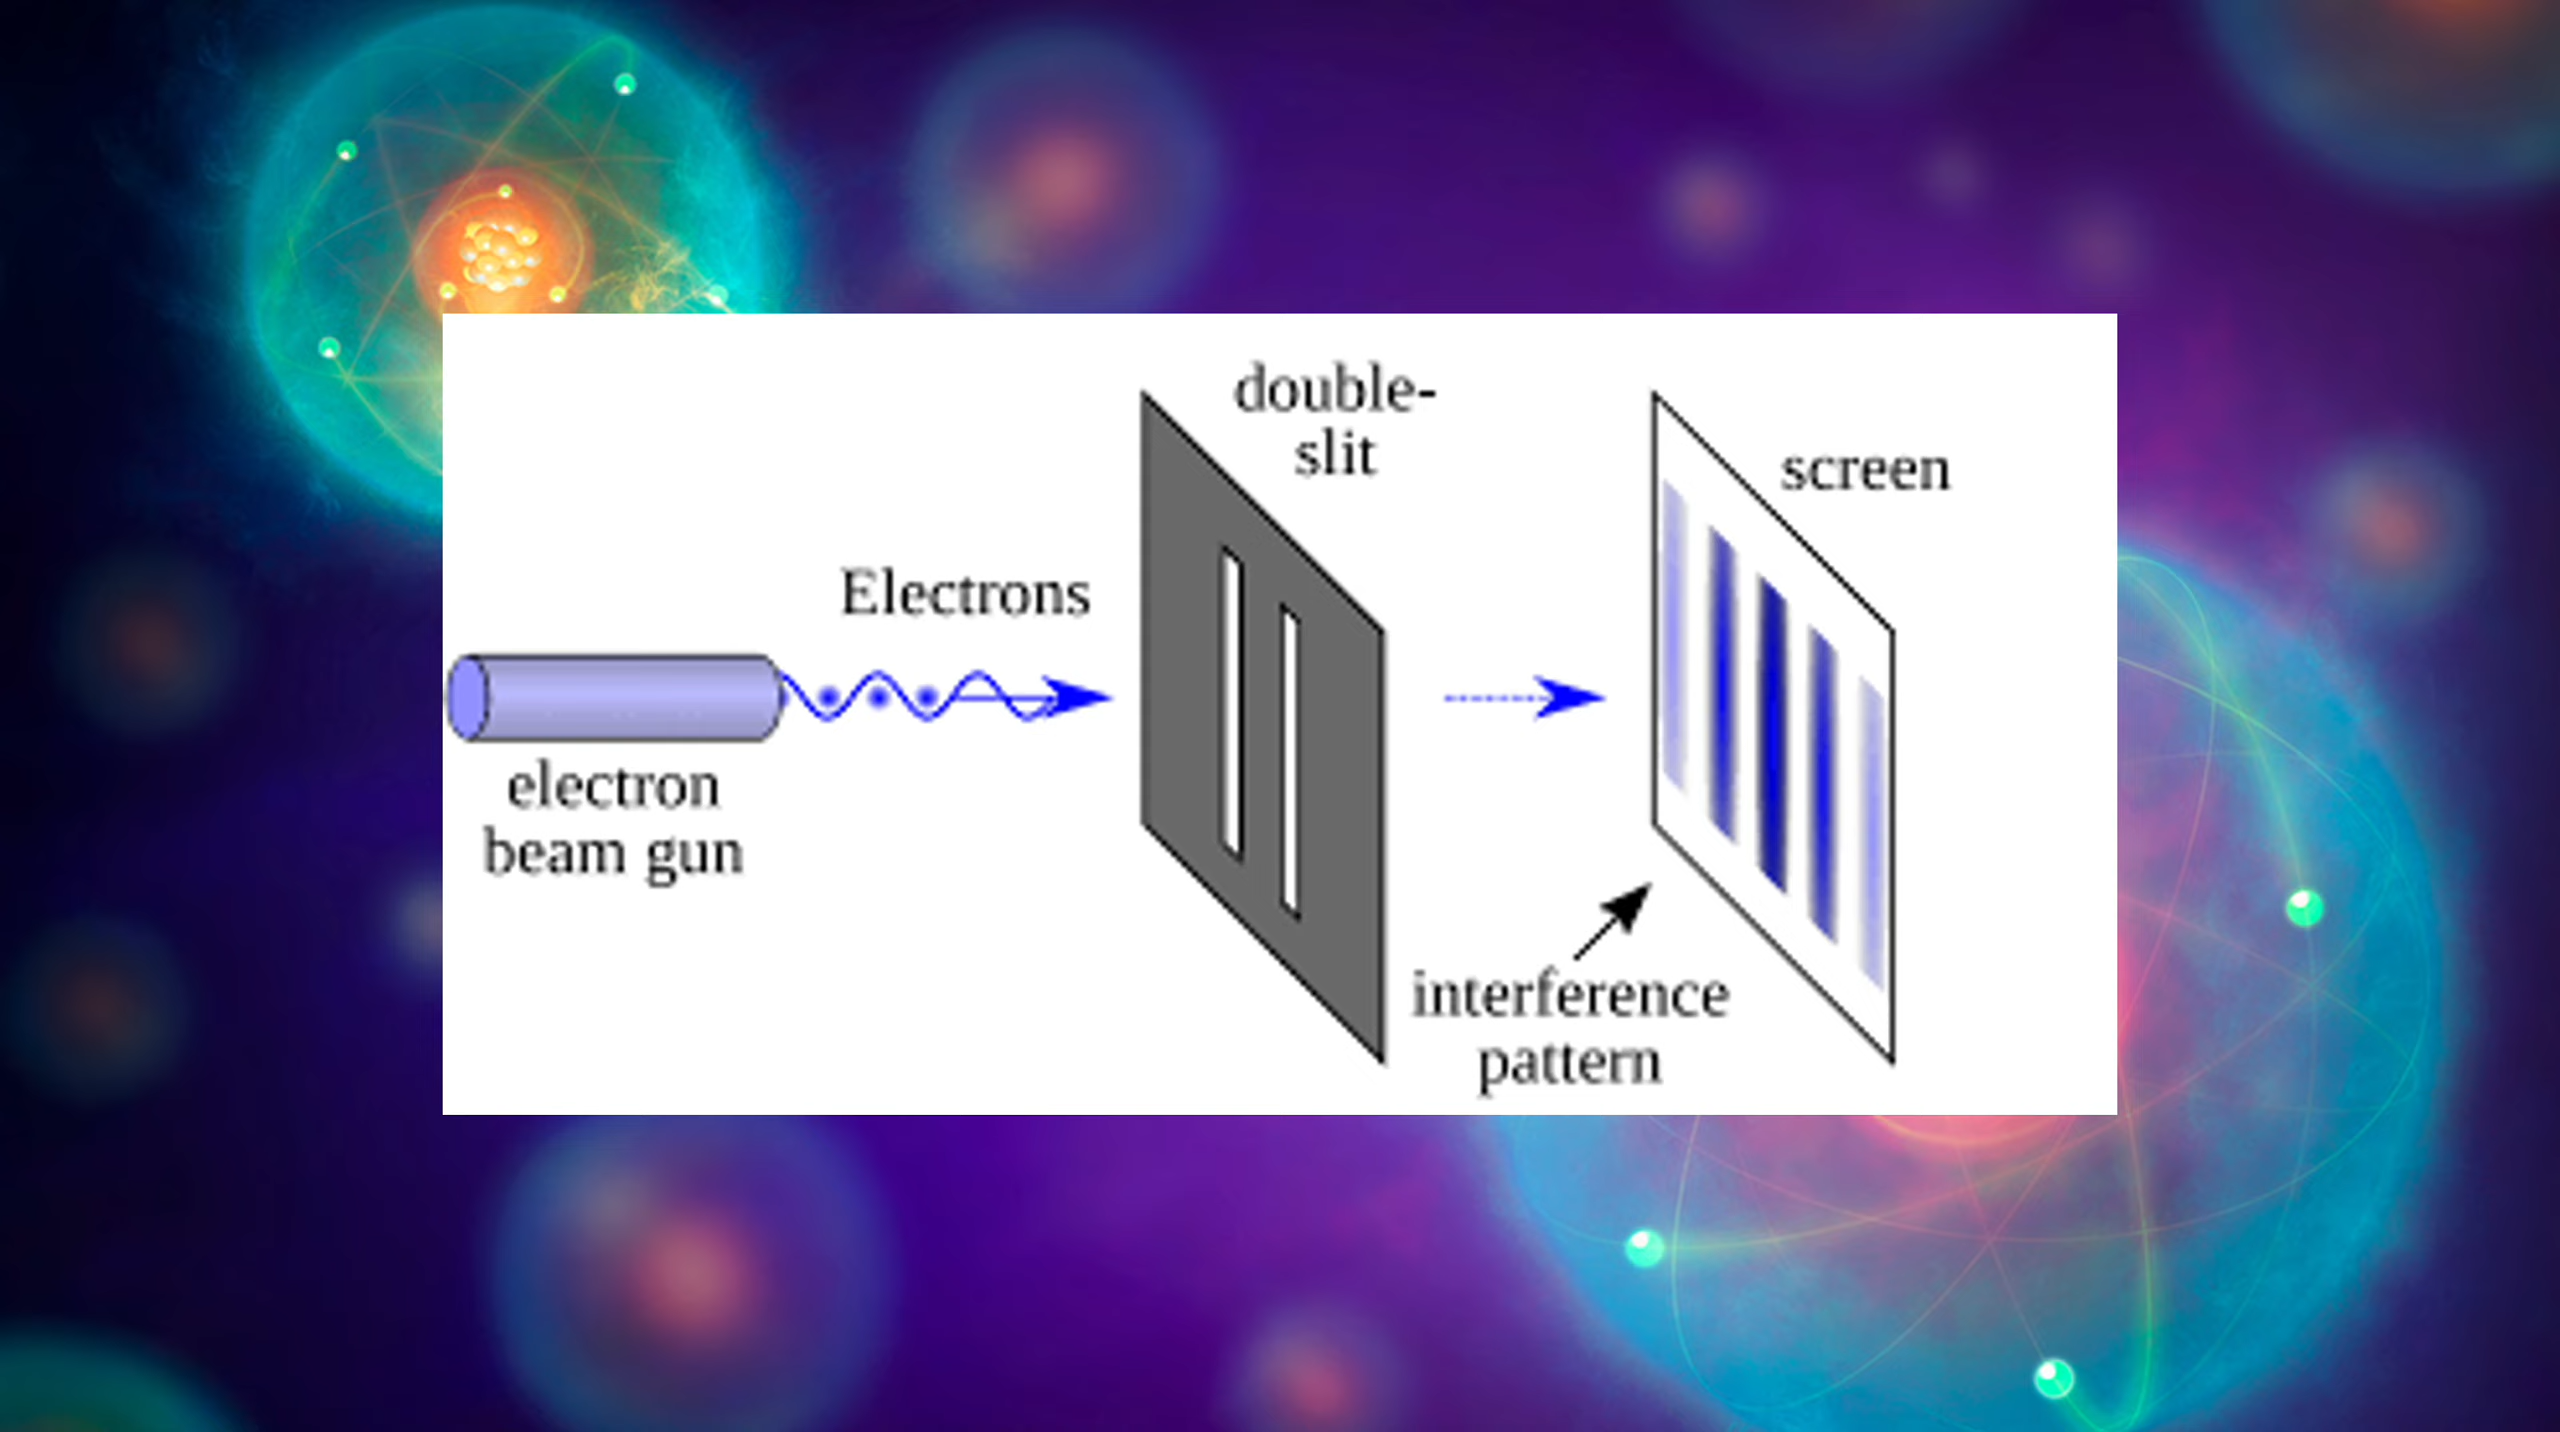 double-
slit
screen
Electrons
electron
beam gun
interference
pattern